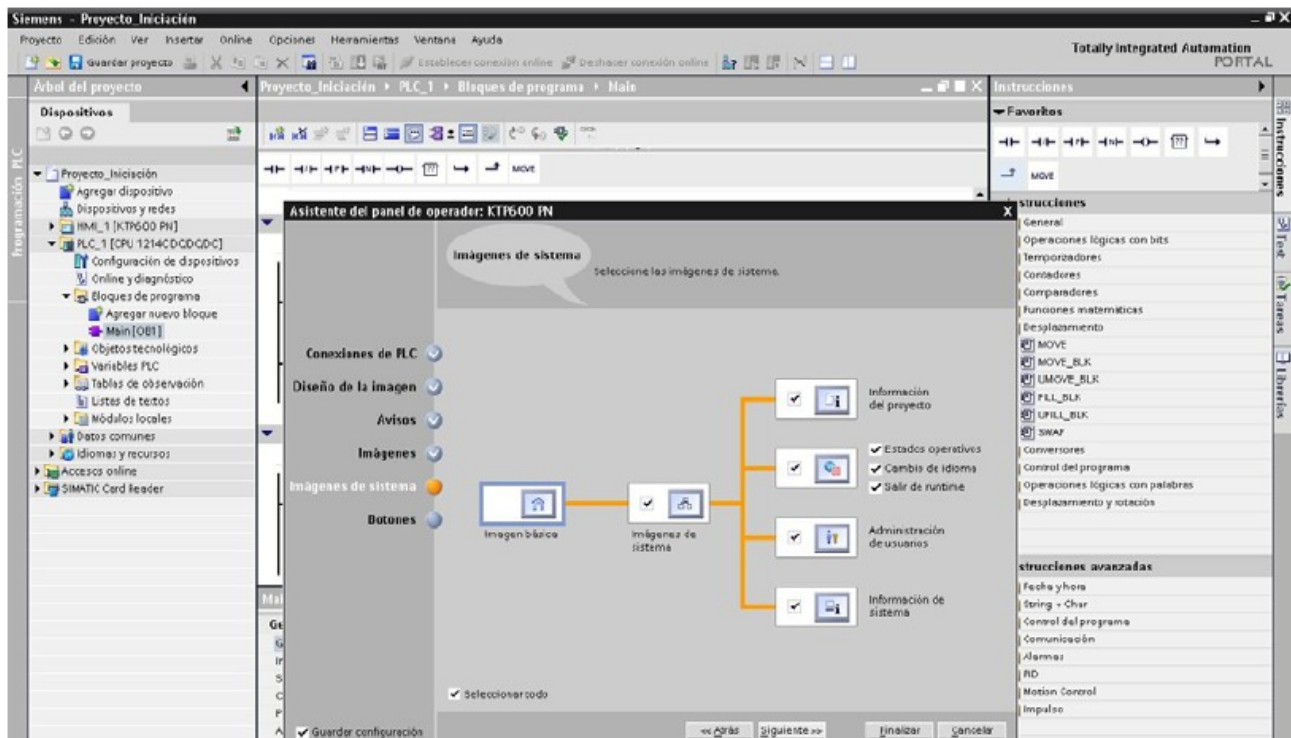 Siemens - Proyecto_Iniciación
Proyecto Edición Ver Insertar Online Opciones Herramientas Ventana Ayuda
Totally Integrated Automation
PORTAL
Guardar proyecto
Establecer conexión online
Deshacer conexión online
Árbol del proyecto
Proyecto_Iniciación ▸ PLC_1 ▸ Bloques de programa ▸ Main
Instrucciones
Dispositivos
Favoritos
MOVE
MOVE
Programación PLC
Proyecto_Iniciación
Agregar dispositivo
Dispositivos y redes
HMI_1 [KTP600 PN]
PLC_1 [CPU 1214C DC/DC/DC]
Configuración de dispositivos
Online y diagnóstico
Bloques de programa
Agregar nuevo bloque
Main [OB1]
Objetos tecnológicos
Variables PLC
Tablas de observación
Listas de textos
Módulos locales
Datos comunes
Idiomas y recursos
Accesos online
SIMATIC Card Reader
Asistente del panel de operador: KTP600 PN
X
Imágenes de sistema
Seleccione las imágenes de sistema.
Conexiones de PLC
Diseño de la imagen
Avisos
Imágenes
Imágenes de sistema
Botones
Imagen básica
Imágenes de
sistema
Información
del proyecto
Estados operativos
Cambio de idioma
Salir de runtime
Administración
de usuarios
Información de
sistema
Seleccionar todo
Guardar configuración
<< Atrás
Siguiente >>
Finalizar
Cancelar
strucciones
General
Operaciones lógicas con bits
Temporizadores
Contadores
Comparadores
Funciones matemáticas
Desplazamiento
MOVE
MOVE_BLK
UMOVE_BLK
FILL_BLK
UFILL_BLK
SWAP
Conversores
Control del programa
Operaciones lógicas con palabras
Desplazamiento y rotación
strucciones avanzadas
Fecha y hora
String + Char
Control del programa
Comunicación
Alarmas
PID
Motion Control
Impulso
Instrucciones
Test
Tareas
Librerías